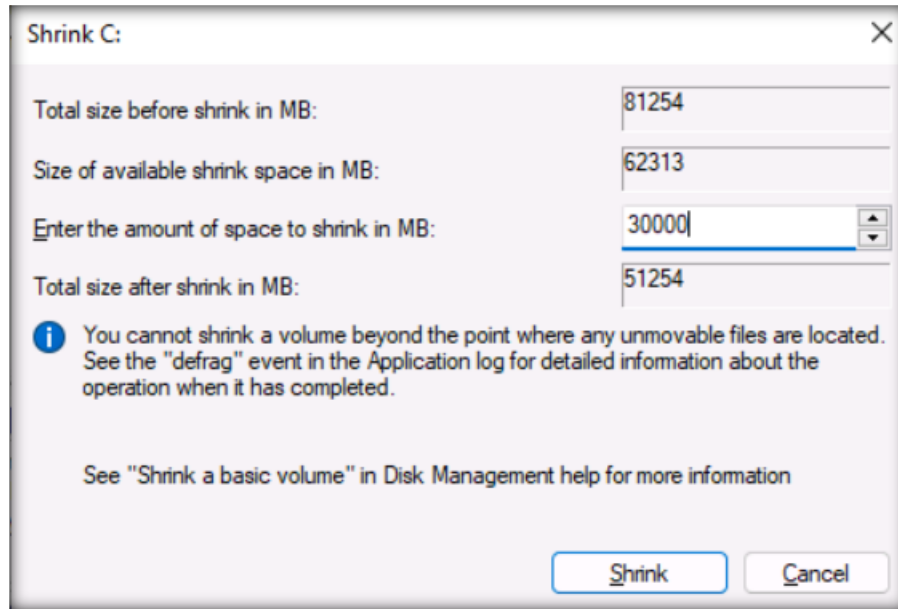 Shrink C:
Total size before shrink in MB: 81254
Size of available shrink space in MB: 62313
Enter the amount of space to shrink in MB: 30000
Total size after shrink in MB: 51254
You cannot shrink a volume beyond the point where any unmovable files are located.
See the "defrag" event in the Application log for detailed information about the
operation when it has completed.
See "Shrink a basic volume" in Disk Management help for more information
Shrink Cancel